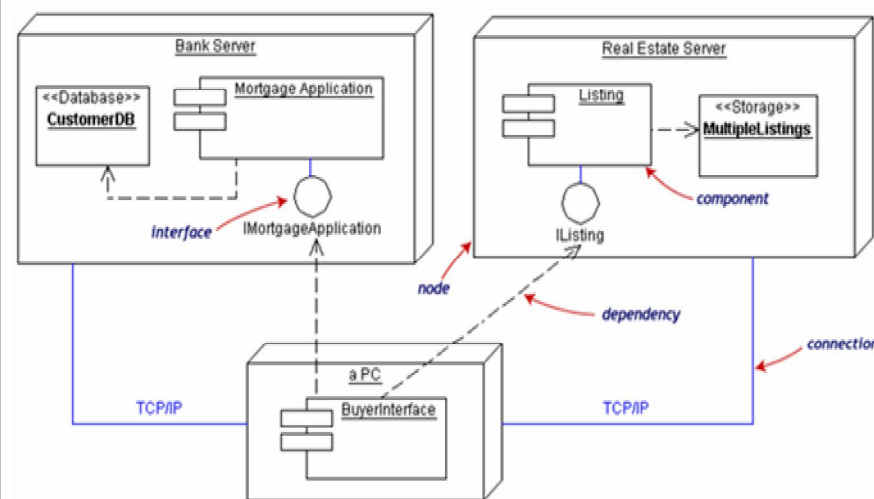 Bank Server
Real Estate Server
<<Database>>
CustomerDB
Mortgage Application
Listing
<<Storage>>
MultipleListings
interface
IMortgageApplication
component
IListing
node
dependency
connection
a PC
TCP/IP
BuyerInterface
TCP/IP